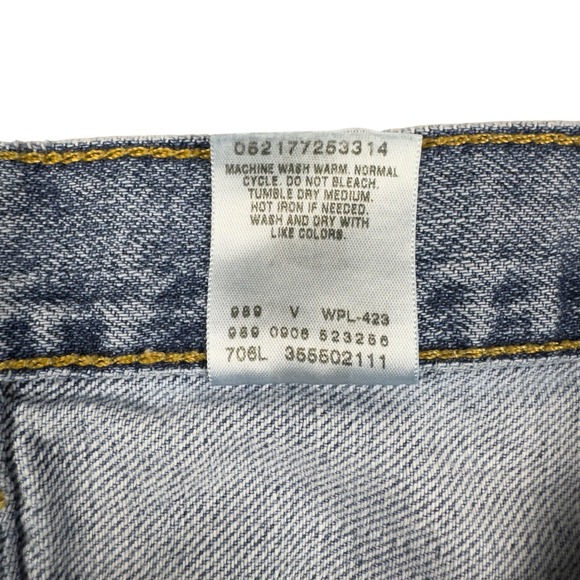 052177253314
MACHINE WASH WARM. NORMAL
CYCLE. DO NOT BLEACH.
TUMBLE DRY MEDIUM.
HOT IRON IF NEEDED.
WASH AND DRY WITH
LIKE COLORS.
989 V WPL-423
989 0906 523256
706L 355502111